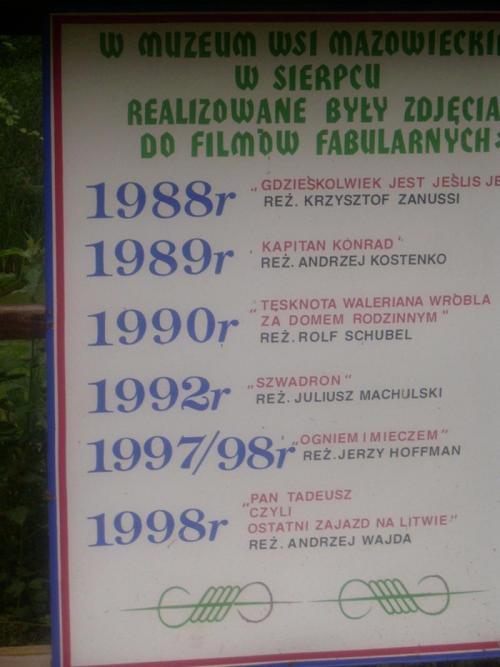 W MUZEUM WSI MAZOWIECKIE
W SIERPCU
REALIZOWANE BYŁY ZDJĘCIA
DO FILMÓW FABULARNYCH:
1988r „GDZIEŚKOLWIEK JEST JEŚLIŚ JE
REŻ. KRZYSZTOF ZANUSSI
1989r „KAPITAN KONRAD"
REŻ. ANDRZEJ KOSTENKO
1990r „TĘSKNOTA WALERIANA WRÓBLA
ZA DOMEM RODZINNYM"
REŻ. ROLF SCHUBEL
1992r „SZWADRON"
REŻ. JULIUSZ MACHULSKI
1997/98r „OGNIEM I MIECZEM"
REŻ. JERZY HOFFMAN
1998r „PAN TADEUSZ
CZYLI
OSTATNI ZAJAZD NA LITWIE"
REŻ. ANDRZEJ WAJDA